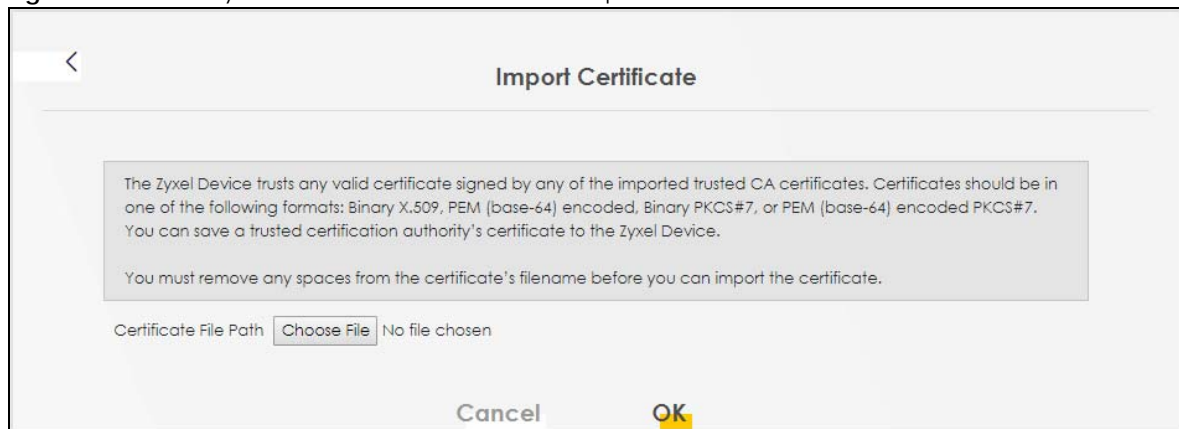 Import Certificate
The Zyxel Device trusts any valid certificate signed by any of the imported trusted CA certificates. Certificates should be in
one of the following formats: Binary X.509, PEM (base-64) encoded, Binary PKCS#7, or PEM (base-64) encoded PKCS#7.
You can save a trusted certification authority's certificate to the Zyxel Device.
You must remove any spaces from the certificate's filename before you can import the certificate.
Certificate File Path Choose File No file chosen
Cancel OK